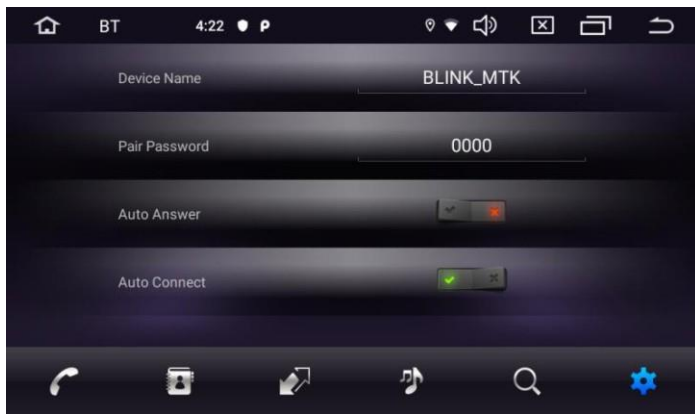 BT 4:22
Device Name BLINK_MTK
Pair Password 0000
Auto Answer
Auto Connect